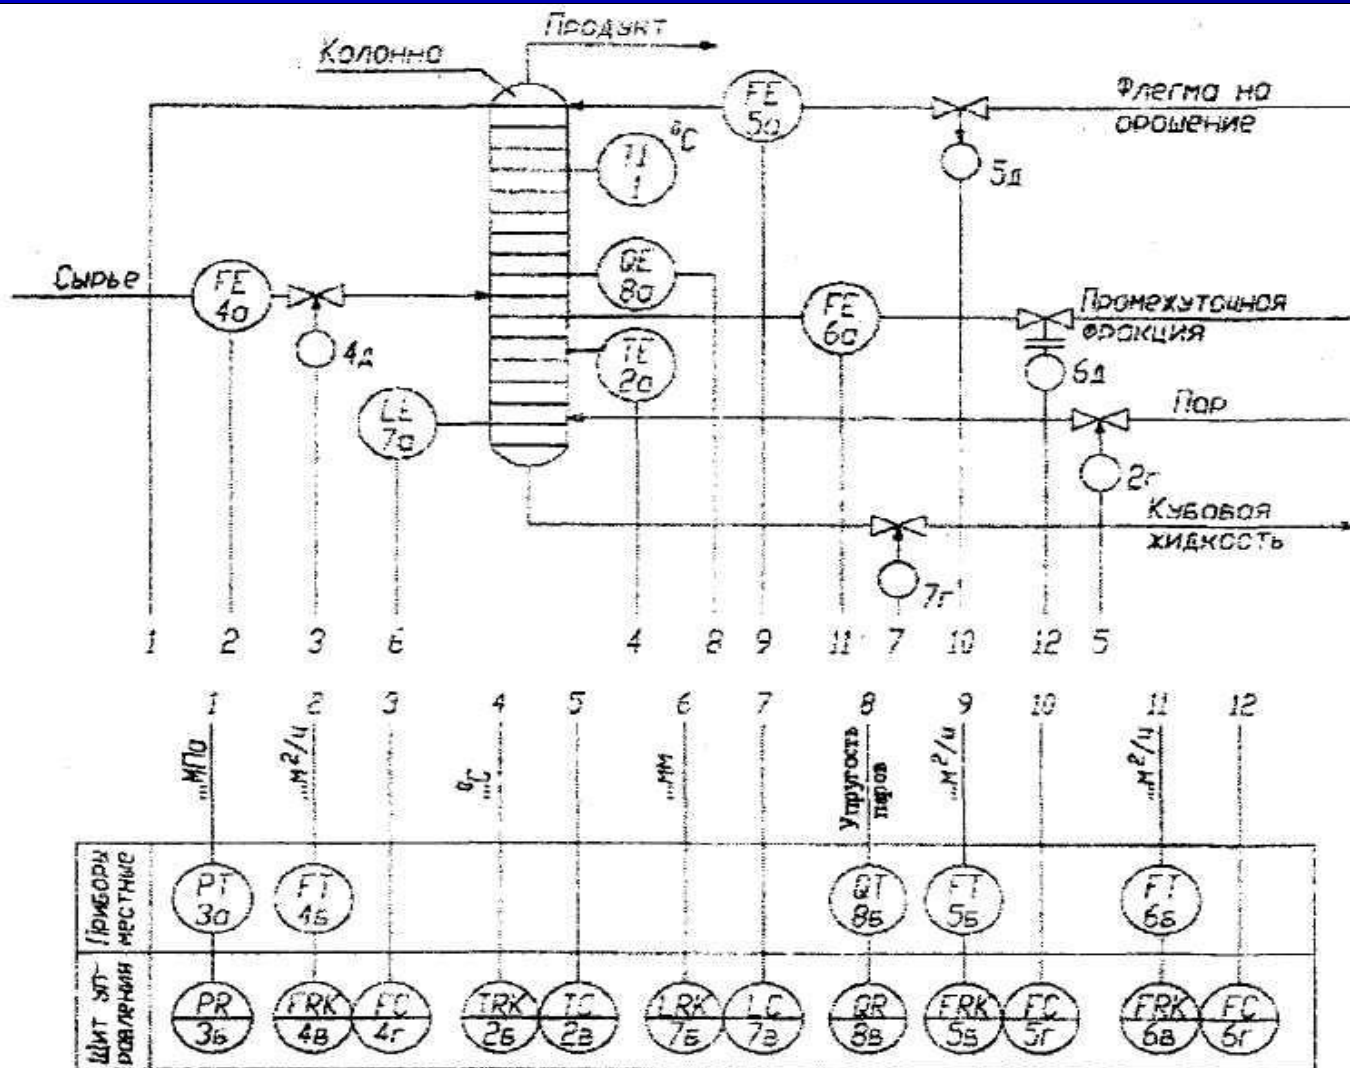 Продукт
Колонна
FE
5а
Флегма на
орошение
°С
TI
1
5д
Сырье
FE
4а
4д
QE
8а
FE
6а
Промежуточная
фракция
TE
2а
6д
LE
7а
Пар
2г
Кубовая
жидкость
7г
1 2 3 6 4 8 9 11 7 10 12 5
1 2 3 4 5 6 7 8 9 10 11 12
...МПа
...м²/ч
...°С
...мм
Упругость
паров
...м²/ч
...м²/ч
Приборы
местные
PT
3а
FT
4б
QT
8б
FT
5б
FT
6б
Щит уп-
равления
PR
3б
FRK
4в
FC
4г
TRK
2б
TC
2в
LRK
7б
LC
7в
QR
8в
FRK
5в
FC
5г
FRK
6в
FC
6г